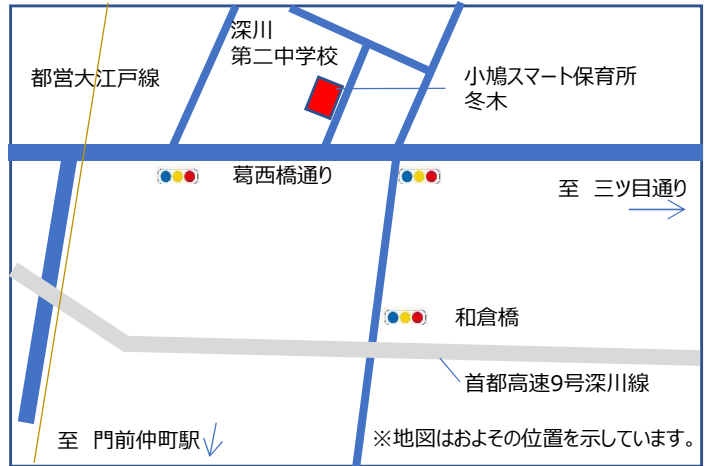 深川
第二中学校
都営大江戸線
小鳩スマート保育所
冬木
葛西橋通り
至 三ツ目通り
和倉橋
首都高速9号深川線
至 門前仲町駅
※地図はおよその位置を示しています。